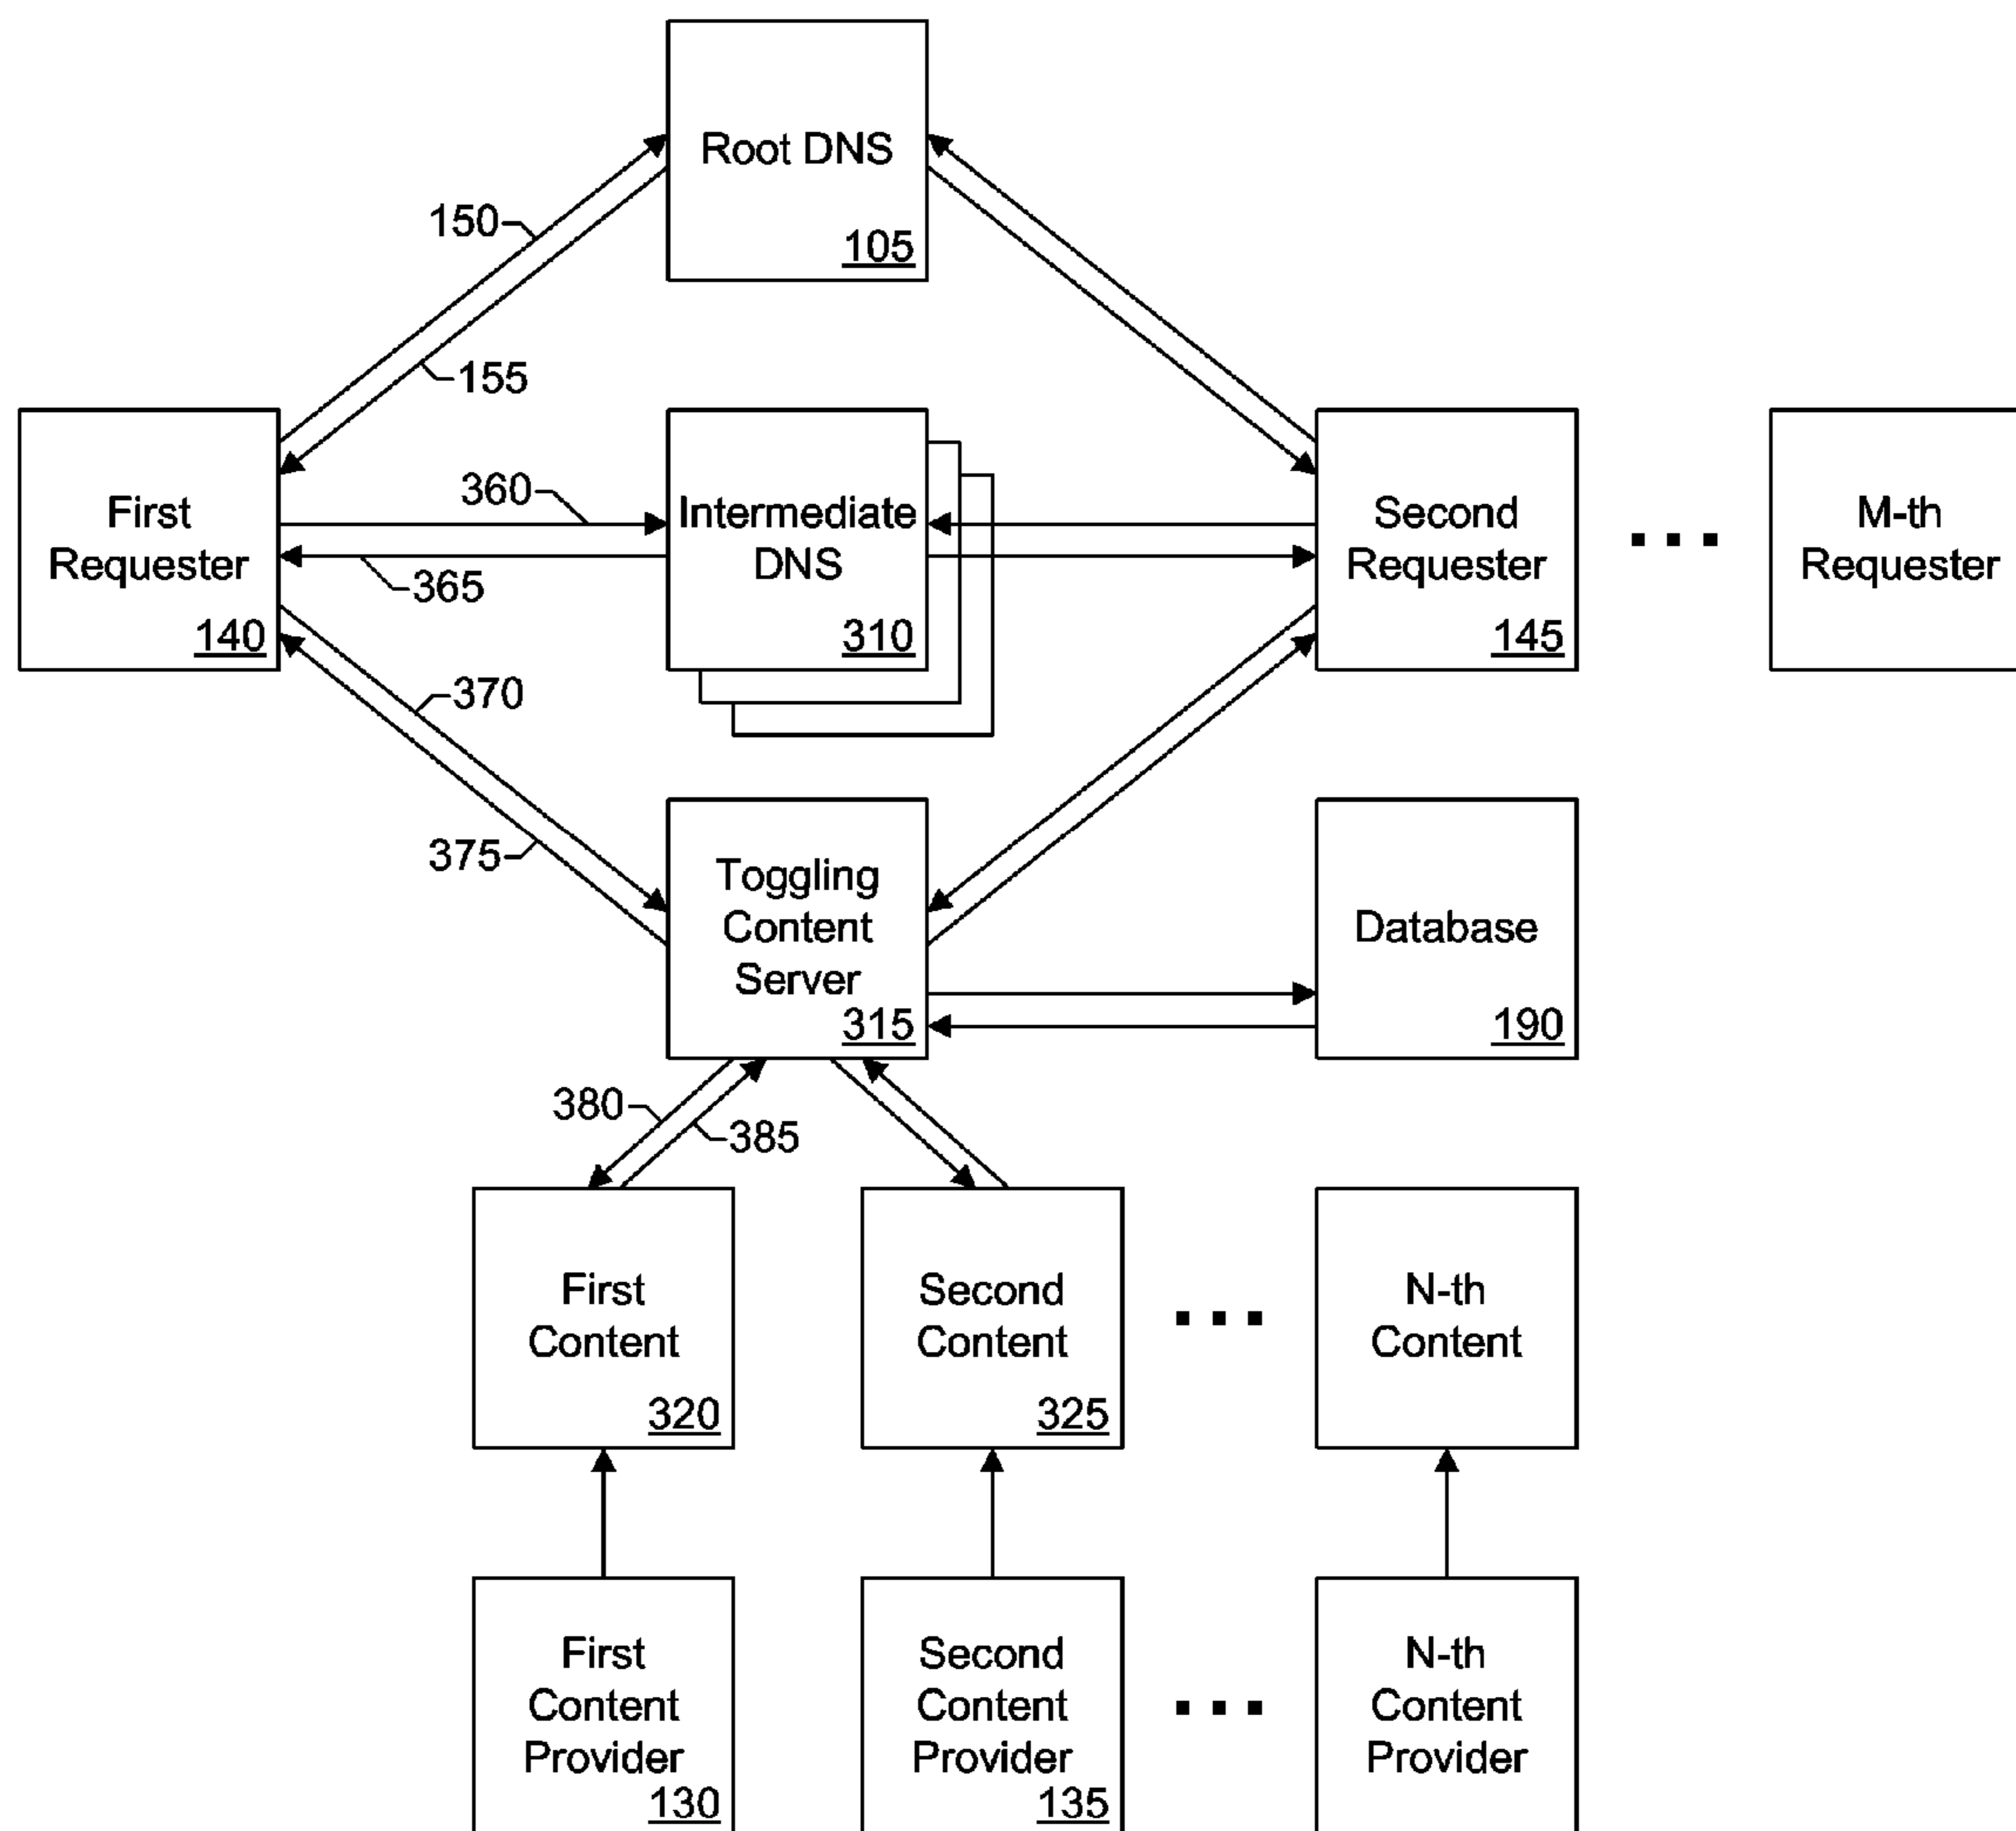 Root DNS
105
150
155
First
Requester
140
360
365
Intermediate
DNS
310
Second
Requester
145
...
M-th
Requester
370
375
Toggling
Content
Server
315
Database
190
380
385
First
Content
320
Second
Content
325
...
N-th
Content
First
Content
Provider
130
Second
Content
Provider
135
...
N-th
Content
Provider